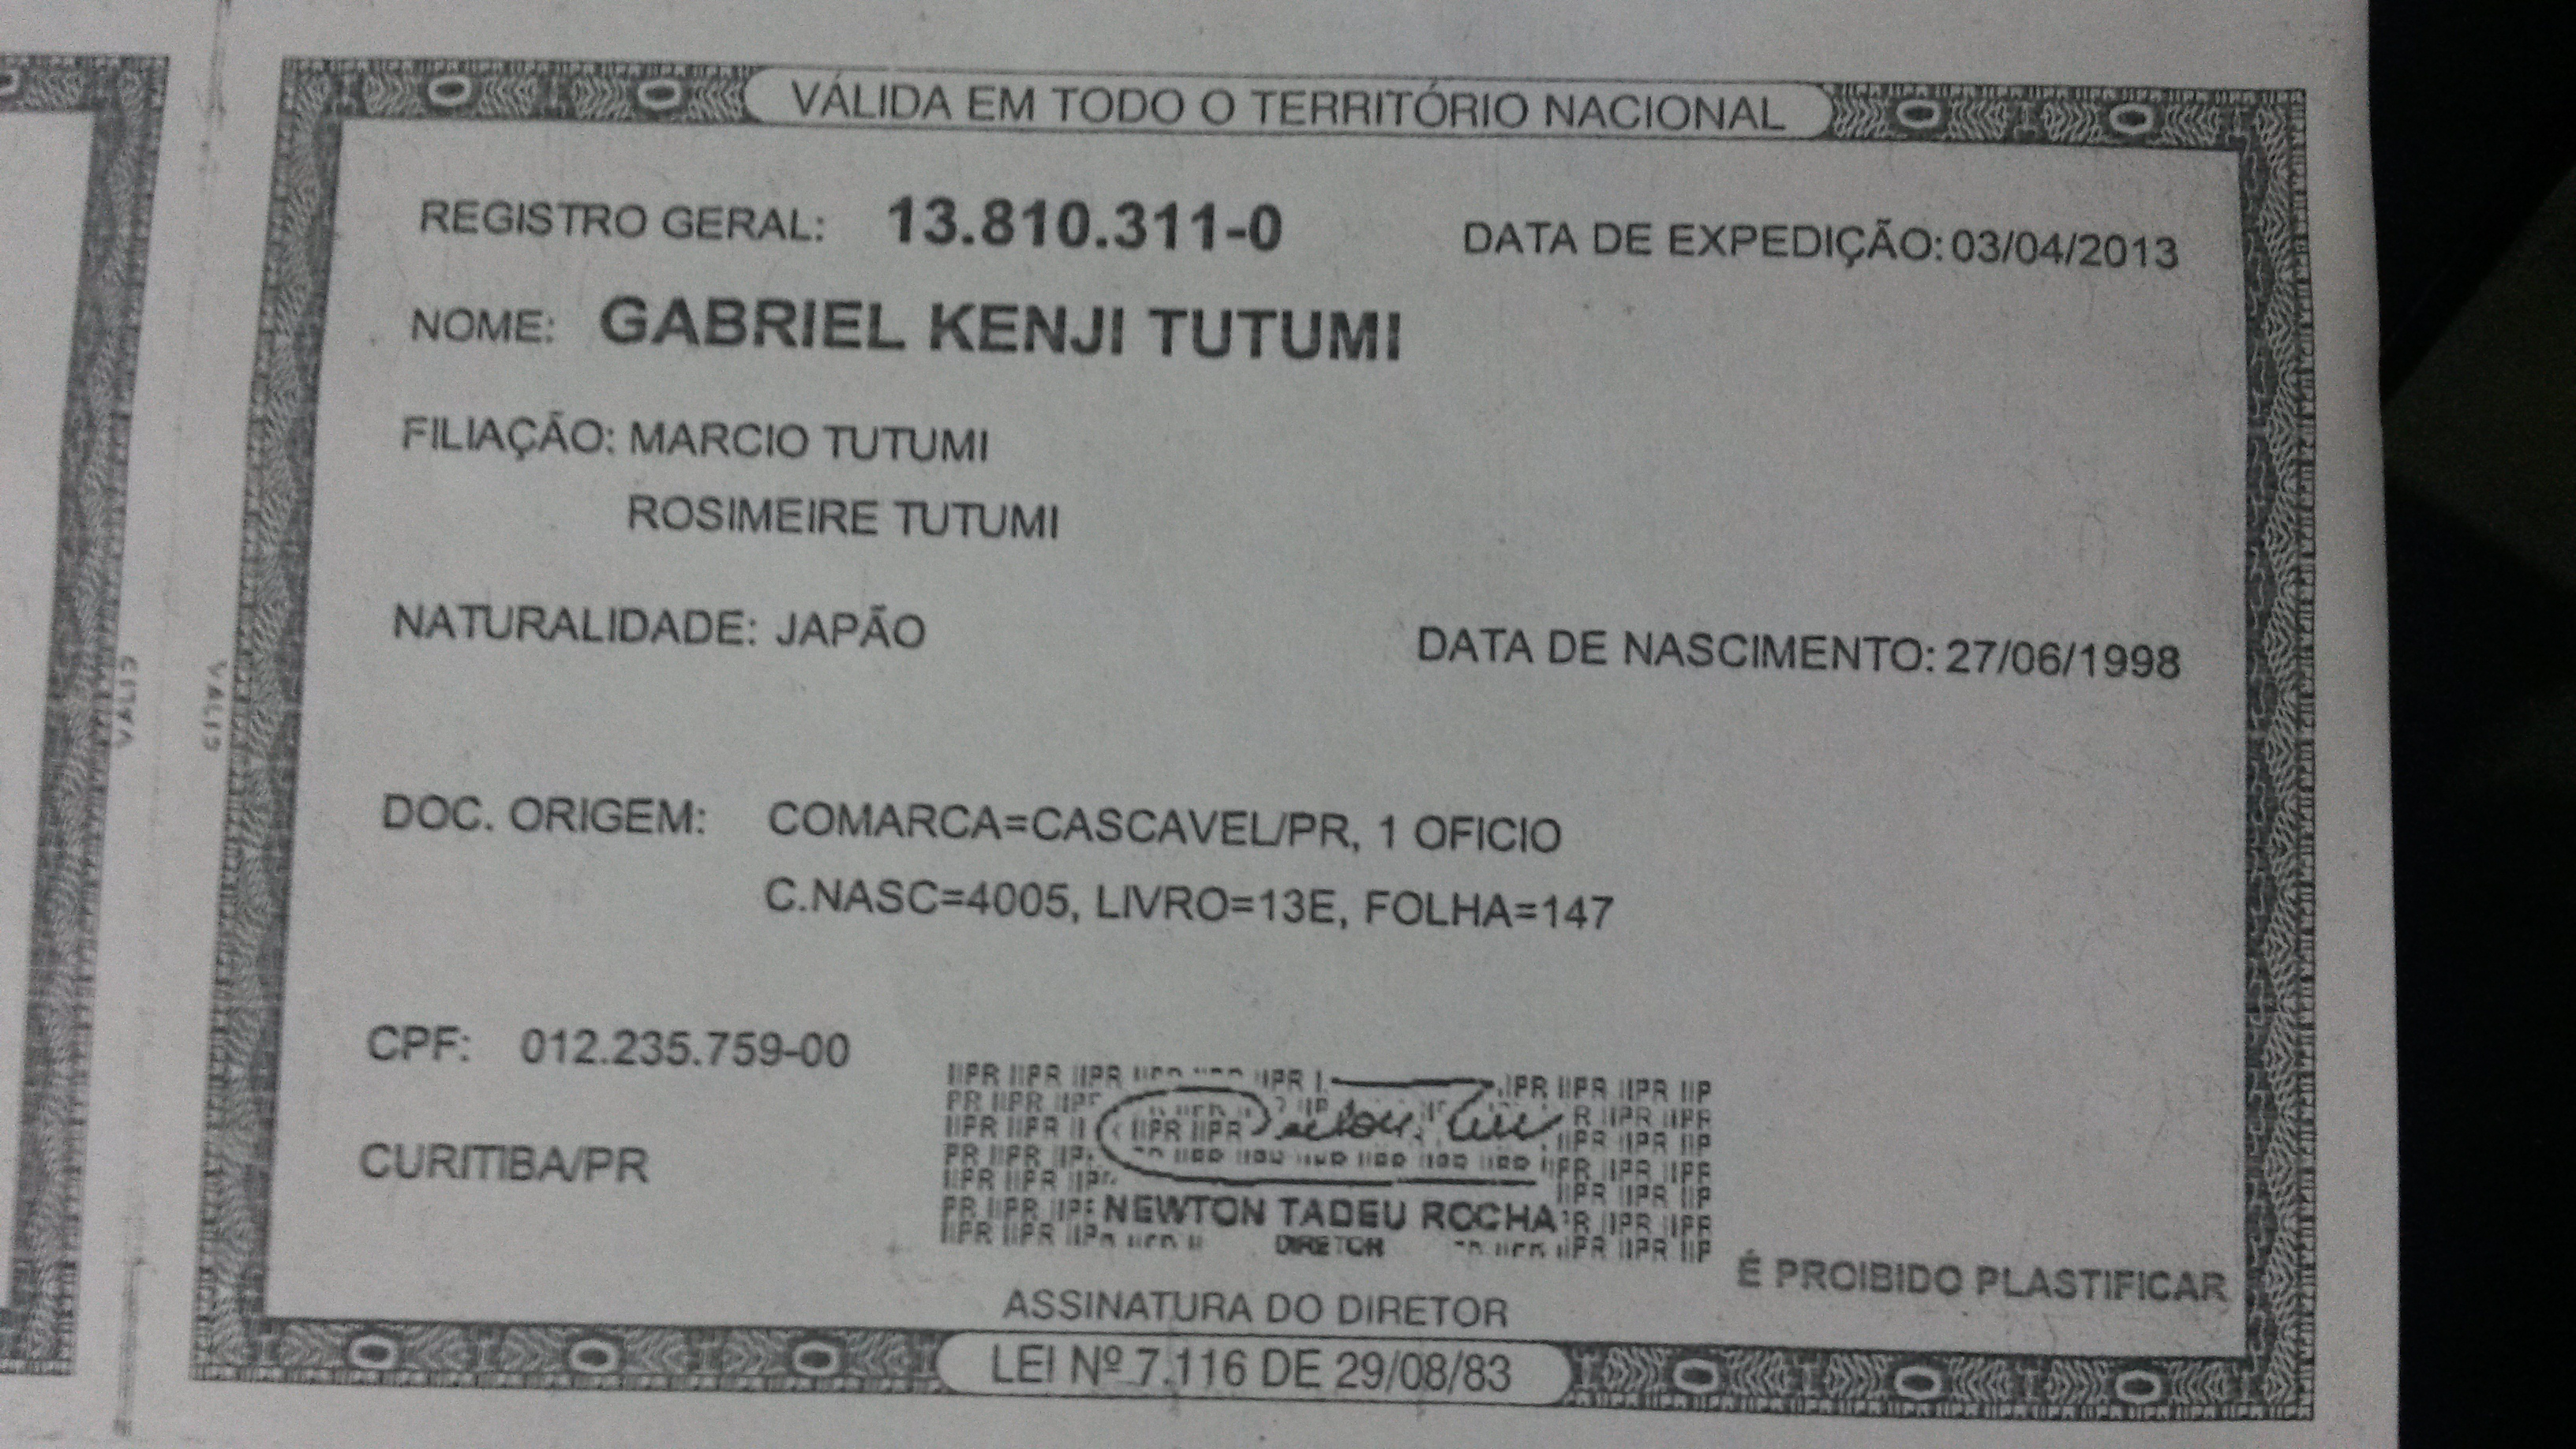 VÁLIDA EM TODO O TERRITÓRIO NACIONAL
REGISTRO GERAL: 13.810.311-0 DATA DE EXPEDIÇÃO: 03/04/2013
NOME: GABRIEL KENJI TUTUMI
FILIAÇÃO: MARCIO TUTUMI
ROSIMEIRE TUTUMI
NATURALIDADE: JAPÃO DATA DE NASCIMENTO: 27/06/1998
VALID
VALID
DOC. ORIGEM: COMARCA=CASCAVEL/PR, 1 OFICIO
C.NASC=4005, LIVRO=13E, FOLHA=147
CPF: 012.235.759-00
CURITIBA/PR
NEWTON TADEU ROCHA
DIRETOR
É PROIBIDO PLASTIFICAR
ASSINATURA DO DIRETOR
LEI Nº 7.116 DE 29/08/83